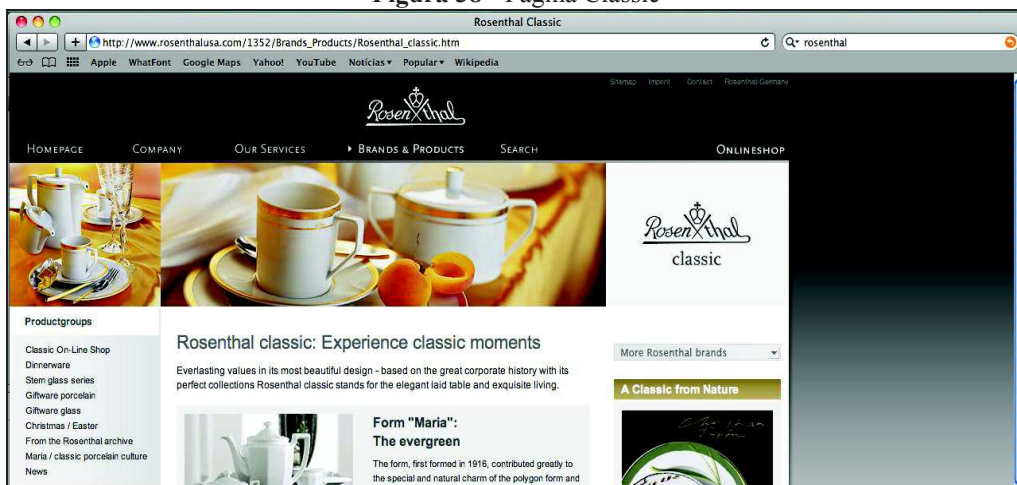 Figura 38 - Página Classic
Rosenthal Classic
http://www.rosenthalusa.com/1352/Brands_Products/Rosenthal_classic.htm
rosenthal
Apple WhatFont Google Maps Yahoo! YouTube Notícias Popular Wikipedia
Sitemap Imprint Contact Rosenthal-Germany
Rosenthal
HOMEPAGE COMPANY OUR SERVICES BRANDS & PRODUCTS SEARCH ONLINESHOP
Rosenthal
classic
Productgroups
Classic On-Line Shop
Dinnerware
Stem glass series
Giftware porcelain
Giftware glass
Christmas / Easter
From the Rosenthal archive
Maria / classic porcelain culture
News
Rosenthal classic: Experience classic moments
Everlasting values in its most beautiful design - based on the great corporate history with its
perfect collections Rosenthal classic stands for the elegant laid table and exquisite living.
Form "Maria":
The evergreen
The form, first formed in 1916, contributed greatly to
the special and natural charm of the polygon form and
More Rosenthal brands
A Classic from Nature